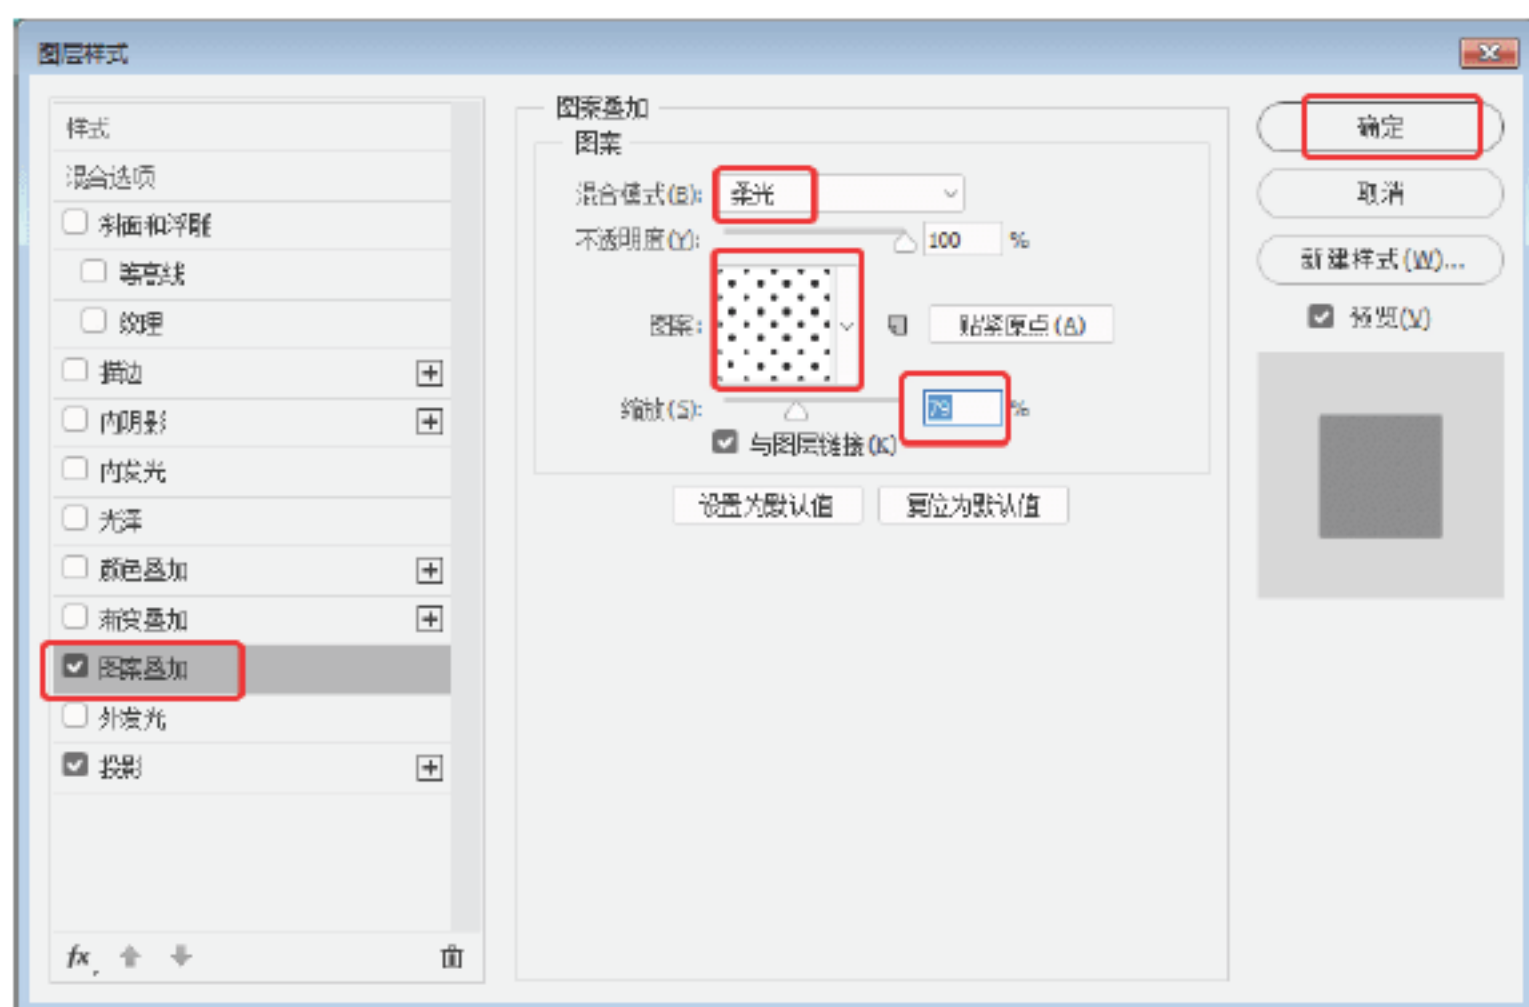 图层样式
样式
混合选项
斜面和浮雕
等高线
纹理
描边
内阴影
内发光
光泽
颜色叠加
渐变叠加
图案叠加
外发光
投影
fx
图案叠加
图案
混合模式(B): 柔光
不透明度(Y): 100 %
图案: 贴紧原点(A)
缩放(S): 79 %
与图层链接(K)
设置为默认值 复位为默认值
确定
取消
新建样式(W)...
预览(V)